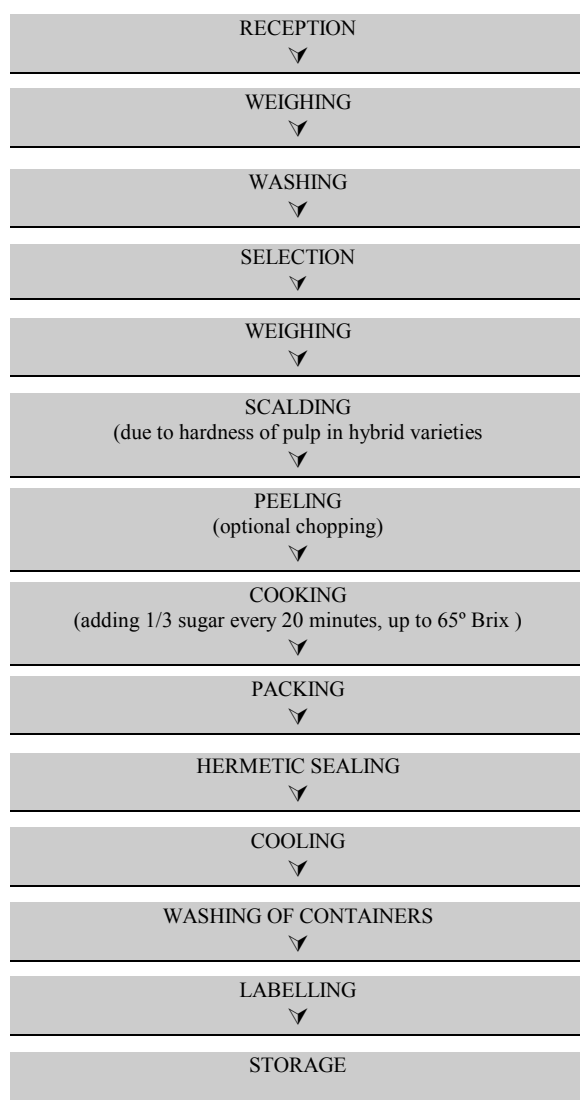 RECEPTION
WEIGHING
WASHING
SELECTION
WEIGHING
SCALDING
(due to hardness of pulp in hybrid varieties
PEELING
(optional chopping)
COOKING
(adding 1/3 sugar every 20 minutes, up to 65º Brix )
PACKING
HERMETIC SEALING
COOLING
WASHING OF CONTAINERS
LABELLING
STORAGE